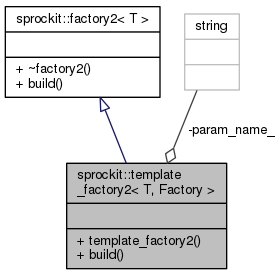 sprockit::factory2< T >
+ ~factory2()
+ build()
string
-param_name_
sprockit::template
_factory2< T, Factory >
+ template_factory2()
+ build()